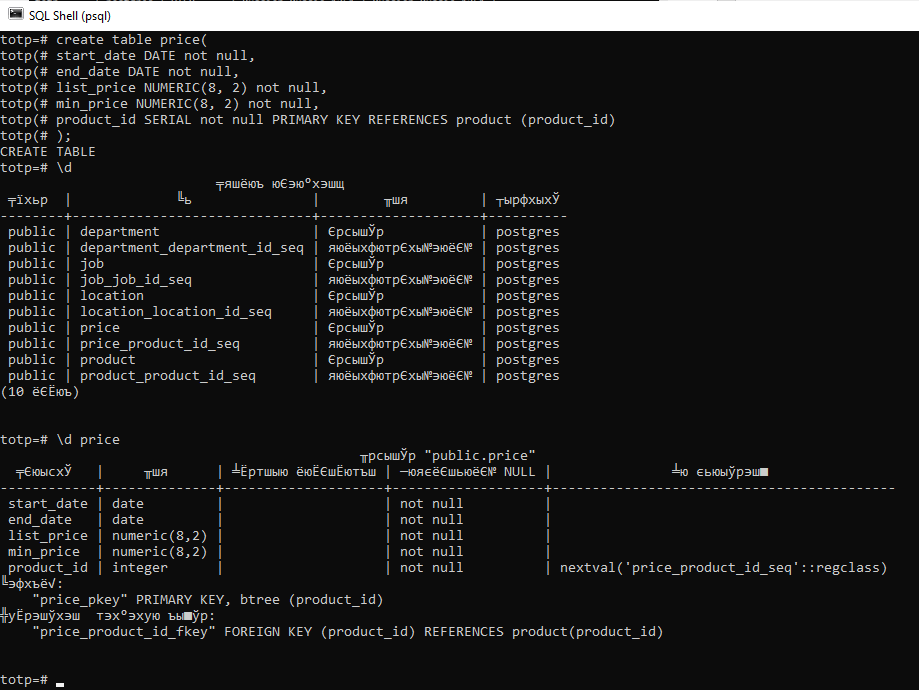 SQL Shell (psql)
totp=# create table price(
totp(# start_date DATE not null,
totp(# end_date DATE not null,
totp(# list_price NUMERIC(8, 2) not null,
totp(# min_price NUMERIC(8, 2) not null,
totp(# product_id SERIAL not null PRIMARY KEY REFERENCES product (product_id)
totp(# );
CREATE TABLE
totp=# \d
╤яшёюъ юЄэю°хэшщ
╤їхьр | ╚ь | ╥шя | ┬ырфхыхЎ
--------+------------------------------+---------------------+----------
public | department | ЄрсышЎр | postgres
public | department_department_id_seq | яюёыхфютрЄхы№эюёЄ№ | postgres
public | job | ЄрсышЎр | postgres
public | job_job_id_seq | яюёыхфютрЄхы№эюёЄ№ | postgres
public | location | ЄрсышЎр | postgres
public | location_location_id_seq | яюёыхфютрЄхы№эюёЄ№ | postgres
public | price | ЄрсышЎр | postgres
public | price_product_id_seq | яюёыхфютрЄхы№эюёЄ№ | postgres
public | product | ЄрсышЎр | postgres
public | product_product_id_seq | яюёыхфютрЄхы№эюёЄ№ | postgres
(10 ёЄЁюъ)
totp=# \d price
╥рсышЎр "public.price"
╤ЄюысхЎ | ╥шя | ╧Ёртшыю ёюЁЄшЁютъш | ─юяєёЄшьюёЄ№ NULL | ╧ю єьюыўрэш■
------------+--------------+--------------------+-------------------+-------------------------------------------
start_date | date | | not null |
end_date | date | | not null |
list_price | numeric(8,2) | | not null |
min_price | numeric(8,2) | | not null |
product_id | integer | | not null | nextval('price_product_id_seq'::regclass)
╚эфхъё√:
"price_pkey" PRIMARY KEY, btree (product_id)
╬уЁрэшўхэш тэх°эхую ъы■ўр:
"price_product_id_fkey" FOREIGN KEY (product_id) REFERENCES product(product_id)
totp=#